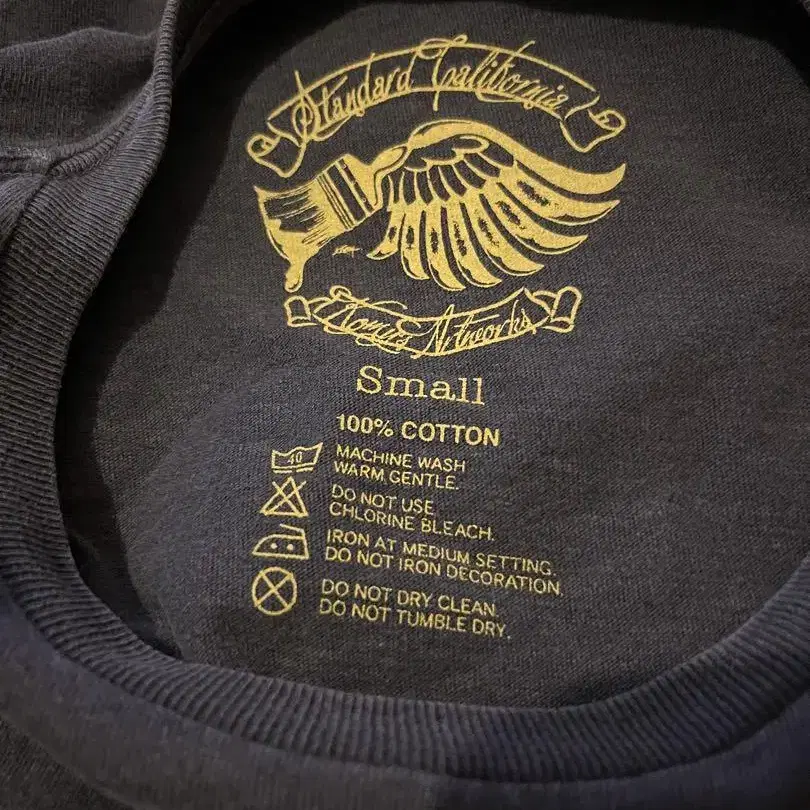 Standard California
Artworks
Small
100% COTTON
40
MACHINE WASH
WARM, GENTLE.
DO NOT USE
CHLORINE BLEACH.
IRON AT MEDIUM SETTING.
DO NOT IRON DECORATION.
DO NOT DRY CLEAN.
DO NOT TUMBLE DRY.